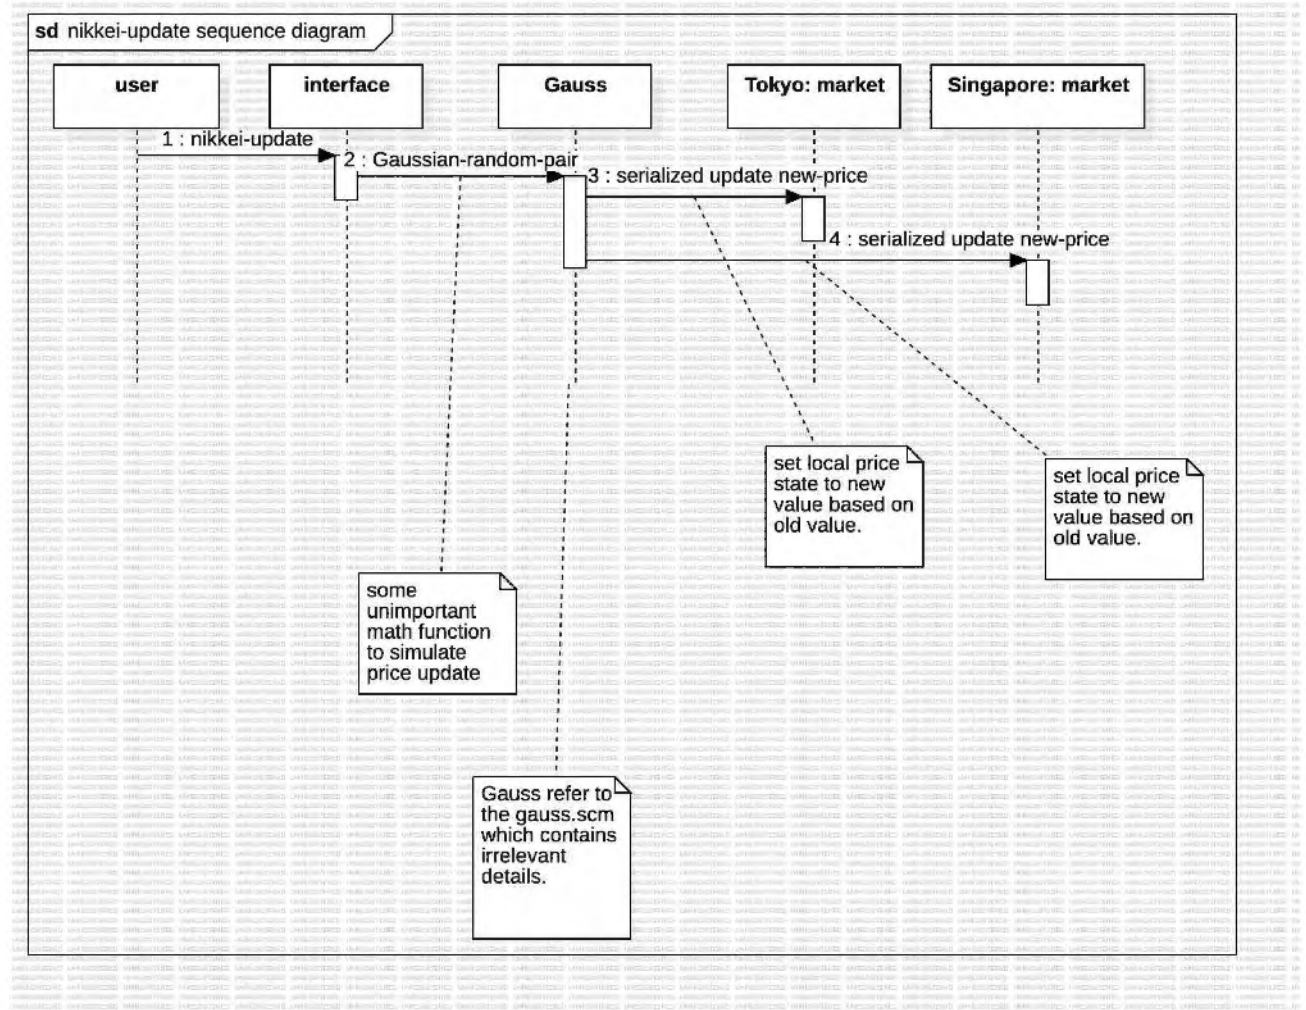 sd nikkei-update sequence diagram
user
interface
Gauss
Tokyo: market
Singapore: market
1 : nikkei-update
2 : Gaussian-random-pair
3 : serialized update new-price
4 : serialized update new-price
set local price
state to new
value based on
old value.
set local price
state to new
value based on
old value.
some
unimportant
math function
to simulate
price update
Gauss refer to
the gauss.scm
which contains
irrelevant
details.